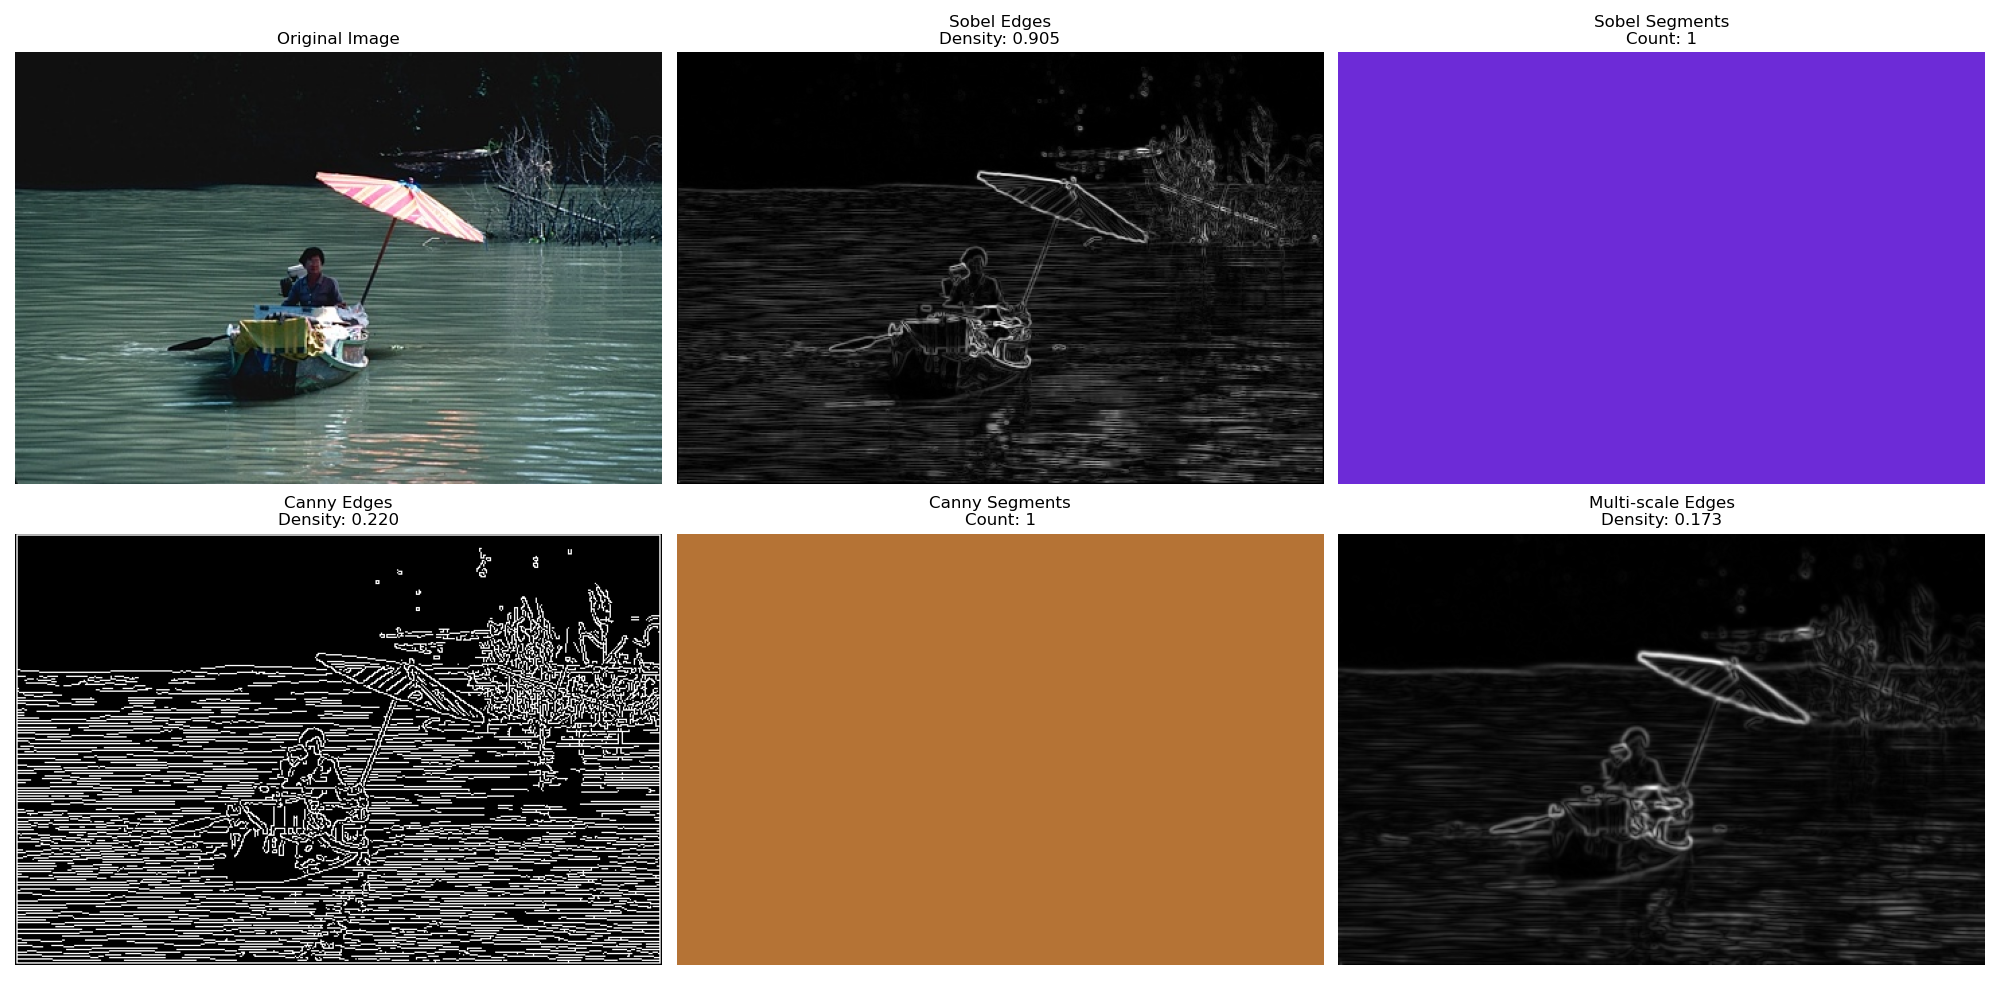 Original Image
Sobel Edges
Density: 0.905
Sobel Segments
Count: 1
Canny Edges
Density: 0.220
Canny Segments
Count: 1
Multi-scale Edges
Density: 0.173